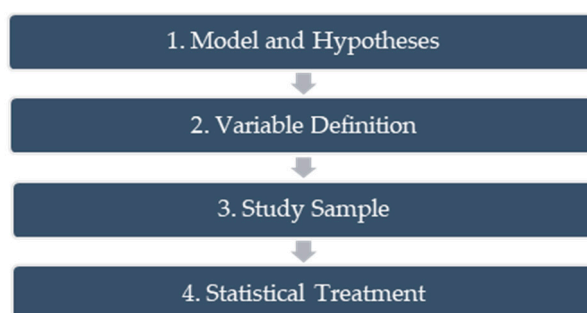 1. Model and Hypotheses
2. Variable Definition
3. Study Sample
4. Statistical Treatment